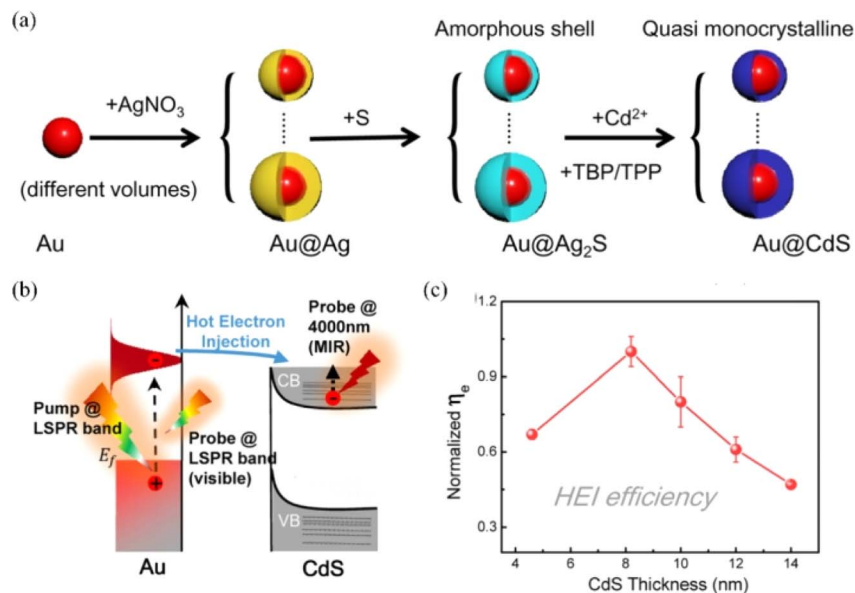 (a)
Amorphous shell
Quasi monocrystalline
+AgNO₃
+S
+Cd²⁺
+TBP/TPP
(different volumes)
Au
Au@Ag
Au@Ag₂S
Au@CdS
(b)
Hot Electron
Injection
Probe @
4000nm
(MIR)
CB
Pump @
LSPR band
Probe @
LSPR band
(visible)
E_f
VB
Au
CdS
(c)
1.2
0.9
0.6
0.3
Normalized η_e
HEI efficiency
4 6 8 10 12 14
CdS Thickness (nm)